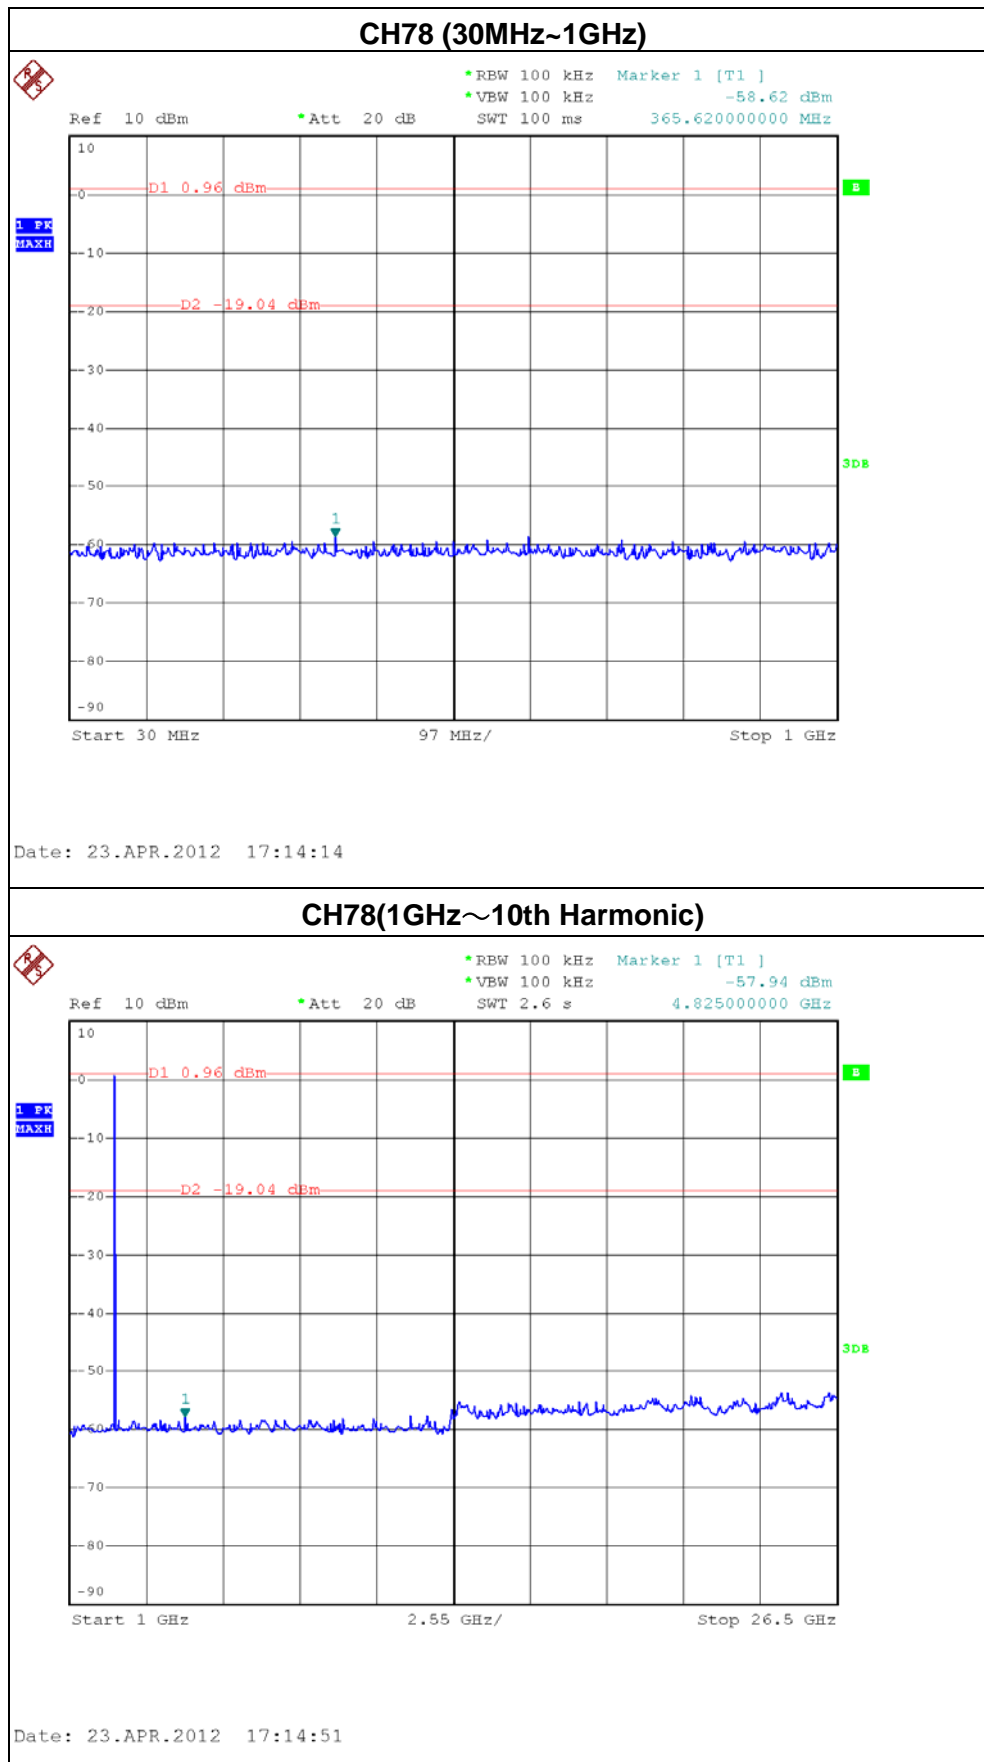 CH78 (30MHz~1GHz)
R S
*RBW 100 kHz Marker 1 [T1 ]
*VBW 100 kHz -58.62 dBm
Ref 10 dBm *Att 20 dB SWT 100 ms 365.620000000 MHz
10
D1 0.96 dBm
B
0
1 PK
MAXH
-10
D2 -19.04 dBm
-20
-30
-40
3DB
-50
1
-60
-70
-80
-90
Start 30 MHz 97 MHz/ Stop 1 GHz
Date: 23.APR.2012 17:14:14
CH78(1GHz～10th Harmonic)
R S
*RBW 100 kHz Marker 1 [T1 ]
*VBW 100 kHz -57.94 dBm
Ref 10 dBm *Att 20 dB SWT 2.6 s 4.825000000 GHz
10
D1 0.96 dBm
B
0
1 PK
MAXH
-10
D2 -19.04 dBm
-20
-30
-40
3DB
-50
1
-60
-70
-80
-90
Start 1 GHz 2.55 GHz/ Stop 26.5 GHz
Date: 23.APR.2012 17:14:51